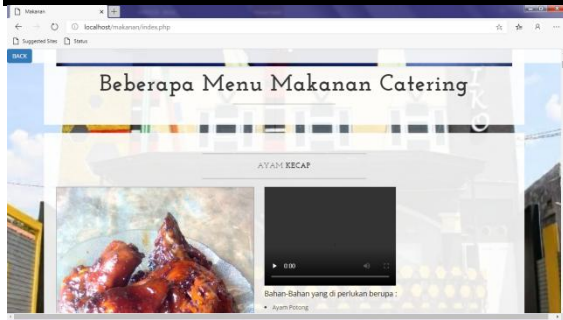 Makanan
localhost/makanan/index.php
Suggested Sites
Status
BACK
Beberapa Menu Makanan Catering
AYAM KECAP
0:00
Bahan-Bahan yang di perlukan berupa :
Ayam Potong